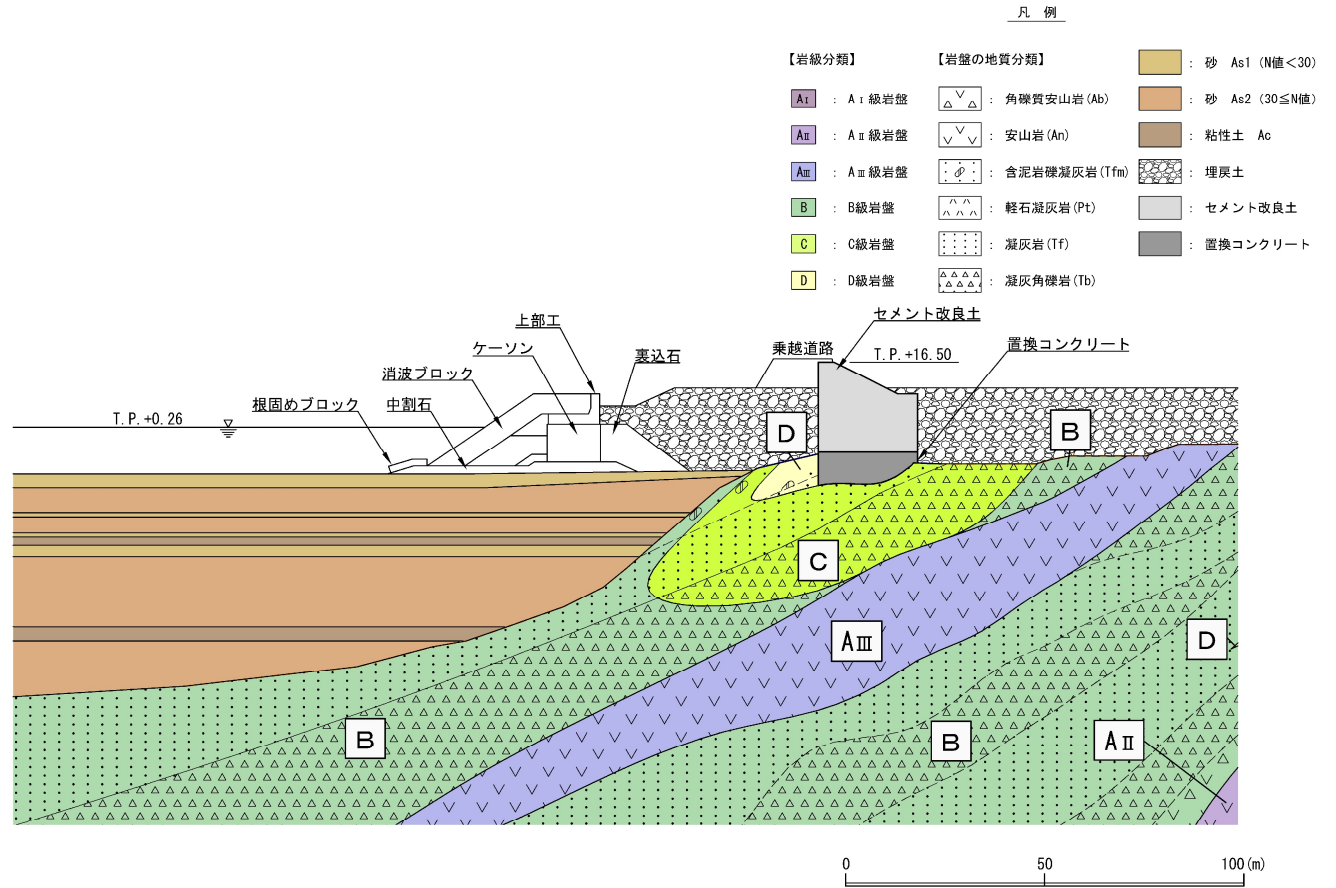 凡 例
【岩級分類】
【岩盤の地質分類】
AⅠ : AⅠ級岩盤
AⅡ : AⅡ級岩盤
AⅢ : AⅢ級岩盤
B : B級岩盤
C : C級岩盤
D : D級岩盤
: 角礫質安山岩(Ab)
: 安山岩(An)
: 含泥岩礫凝灰岩(Tfm)
: 軽石凝灰岩(Pt)
: 凝灰岩(Tf)
: 凝灰角礫岩(Tb)
: 砂 As1 (N値<30)
: 砂 As2 (30≦N値)
: 粘性土 Ac
: 埋戻土
: セメント改良土
: 置換コンクリート
セメント改良土
上部工
ケーソン
裏込石
乗越道路
T.P.+16.50
置換コンクリート
消波ブロック
根固めブロック
中割石
T.P.+0.26
D
B
C
AⅢ
D
B
B
AⅡ
0
50
100(m)